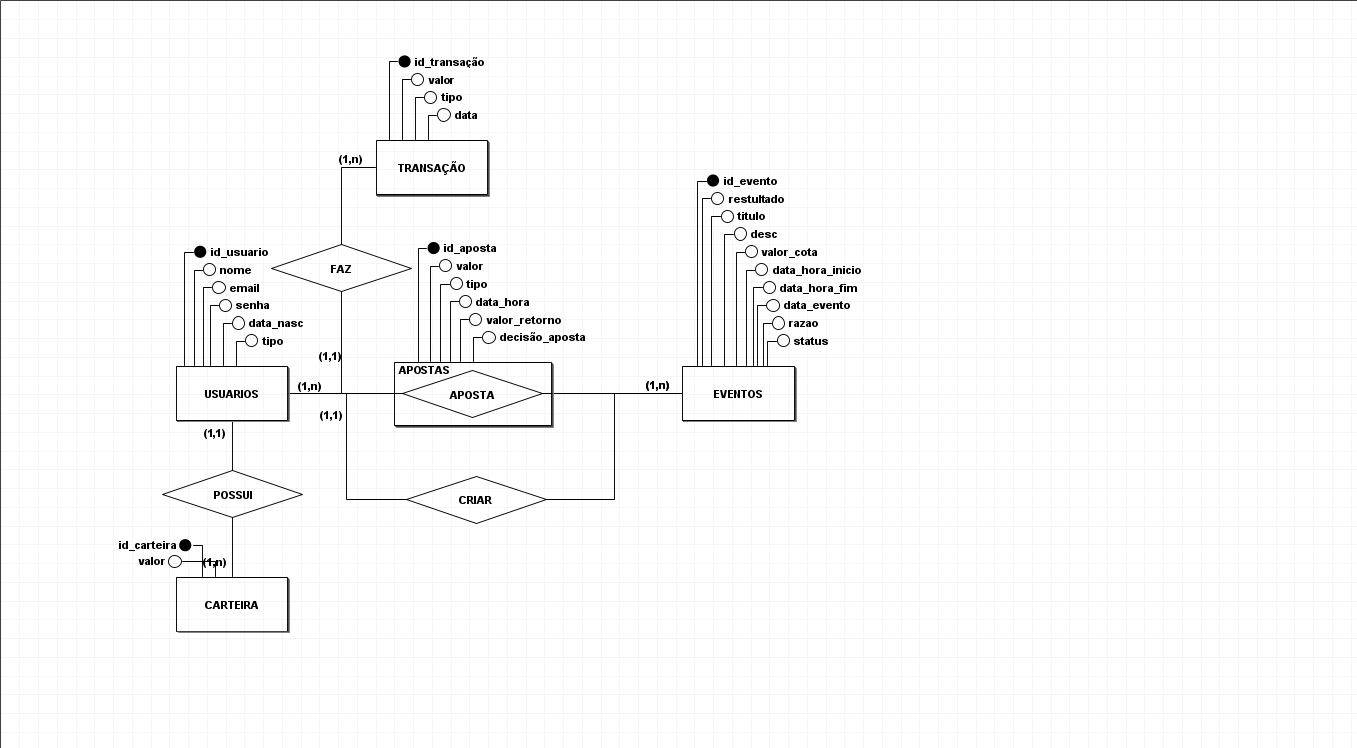 id_transação
valor
tipo
data
(1,n)
TRANSAÇÃO
id_evento
restultado
titulo
desc
valor_cota
data_hora_inicio
data_hora_fim
data_evento
razao
status
id_usuario
nome
email
senha
data_nasc
tipo
FAZ
id_aposta
valor
tipo
data_hora
valor_retorno
decisão_aposta
(1,1)
APOSTAS
USUARIOS
(1,n)
APOSTA
(1,n)
EVENTOS
(1,1)
(1,1)
POSSUI
CRIAR
id_carteira
valor
(1,n)
CARTEIRA